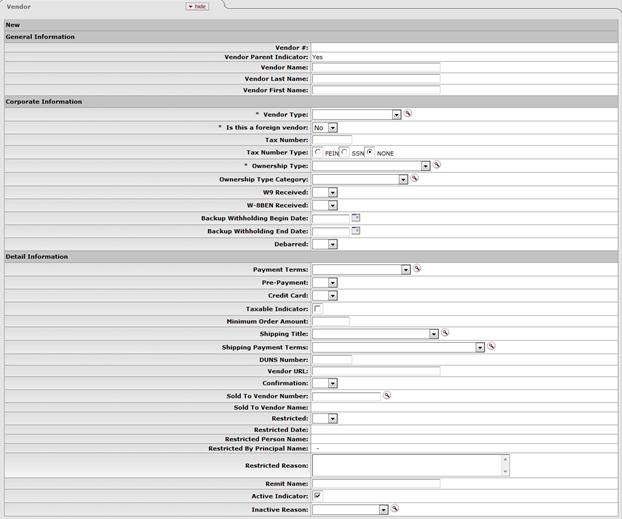 Vendor hide
New
General Information
Vendor #:
Vendor Parent Indicator: Yes
Vendor Name:
Vendor Last Name:
Vendor First Name:
Corporate Information
* Vendor Type:
* Is this a foreign vendor: No
Tax Number:
Tax Number Type: FEIN SSN NONE
* Ownership Type:
Ownership Type Category:
W9 Received:
W-8BEN Received:
Backup Withholding Begin Date:
Backup Withholding End Date:
Debarred:
Detail Information
Payment Terms:
Pre-Payment:
Credit Card:
Taxable Indicator:
Minimum Order Amount:
Shipping Title:
Shipping Payment Terms:
DUNS Number:
Vendor URL:
Confirmation:
Sold To Vendor Number:
Sold To Vendor Name:
Restricted:
Restricted Date:
Restricted Person Name:
Restricted By Principal Name: -
Restricted Reason:
Remit Name:
Active Indicator:
Inactive Reason: